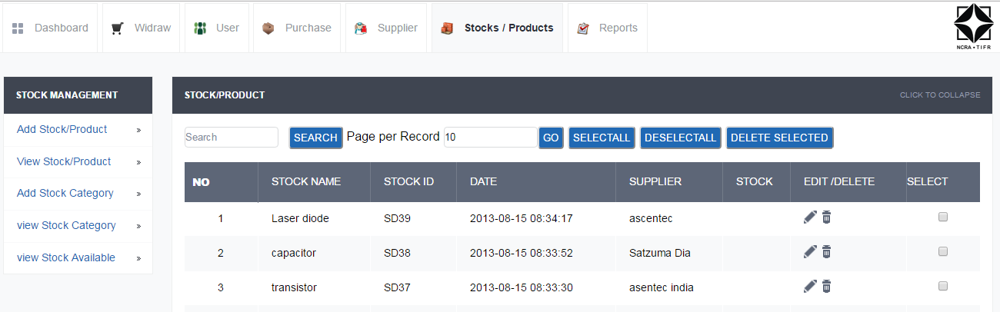 Dashboard Widraw User Purchase Supplier Stocks / Products Reports
NCRA • TIFR
STOCK MANAGEMENT
Add Stock/Product »
View Stock/Product »
Add Stock Category »
view Stock Category »
view Stock Available »
STOCK/PRODUCT CLICK TO COLLAPSE
Search SEARCH Page per Record 10 GO SELECTALL DESELECTALL DELETE SELECTED
NO STOCK NAME STOCK ID DATE SUPPLIER STOCK EDIT /DELETE SELECT
1 Laser diode SD39 2013-08-15 08:34:17 ascentec
2 capacitor SD38 2013-08-15 08:33:52 Satzuma Dia
3 transistor SD37 2013-08-15 08:33:30 asentec india